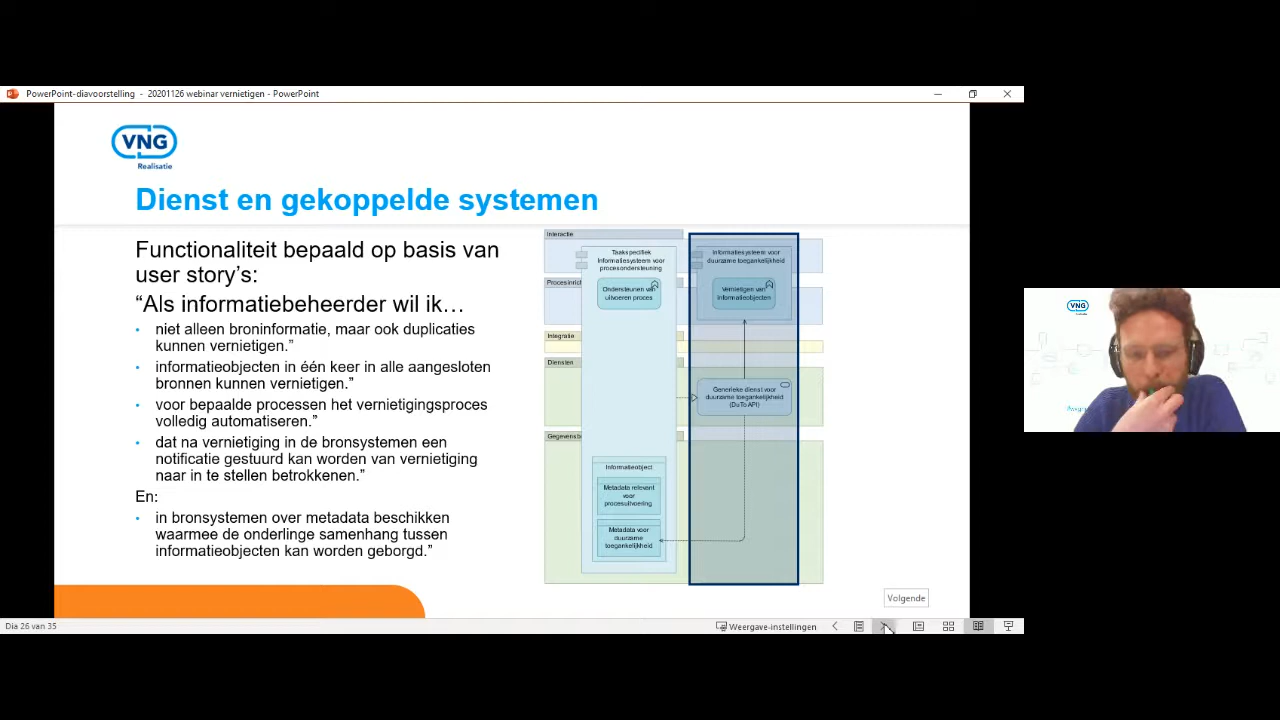 PowerPoint-diavoorstelling - 20201126 webinar vernietigen - PowerPoint
VNG
Realisatie
Dienst en gekoppelde systemen
Functionaliteit bepaald op basis van
user story's:
“Als informatiebeheerder wil ik…
• niet alleen broninformatie, maar ook duplicaties
kunnen vernietigen.”
• informatieobjecten in één keer in alle aangesloten
bronnen kunnen vernietigen.”
• voor bepaalde processen het vernietigingsproces
volledig automatiseren.”
• dat na vernietiging in de bronsystemen een
notificatie gestuurd kan worden van vernietiging
naar in te stellen betrokkenen.”
En:
• in bronsystemen over metadata beschikken
waarmee de onderlinge samenhang tussen
informatieobjecten kan worden geborgd.”
Interactie
Taakspecifiek
informatiesysteem voor
procesondersteuning
Informatiesysteem voor
duurzame toegankelijkheid
Procesinric
Ondersteunen van
uitvoeren proces
Vernietigen van
informatieobjecten
Integratie
Diensten
Generieke dienst voor
duurzame toegankelijkheid
(DuTo API)
Gegevensb
Informatieobject
Metadata relevant
voor
procesuitvoering
Metadata voor
duurzame
toegankelijkheid
Volgende
Dia 26 van 35
Weergave-instellingen
VNG